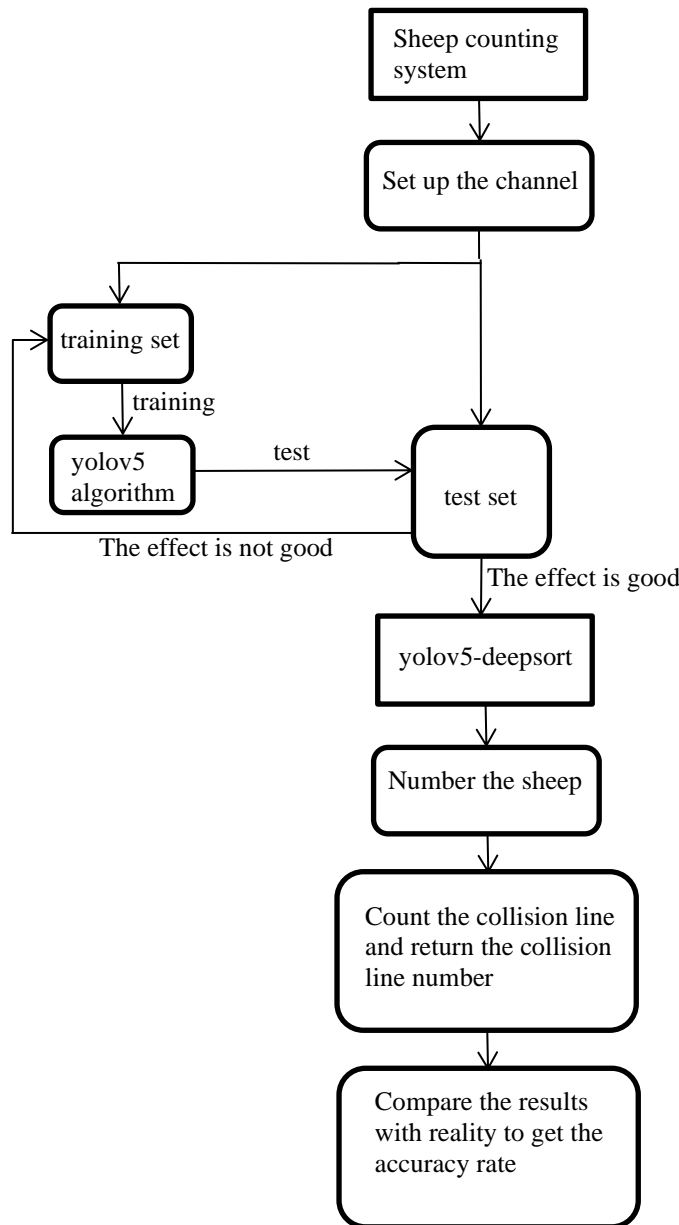 Sheep counting
system
Set up the channel
training set
training
yolov5
algorithm
test
test set
The effect is not good
The effect is good
yolov5-deepsort
Number the sheep
Count the collision line
and return the collision
line number
Compare the results
with reality to get the
accuracy rate